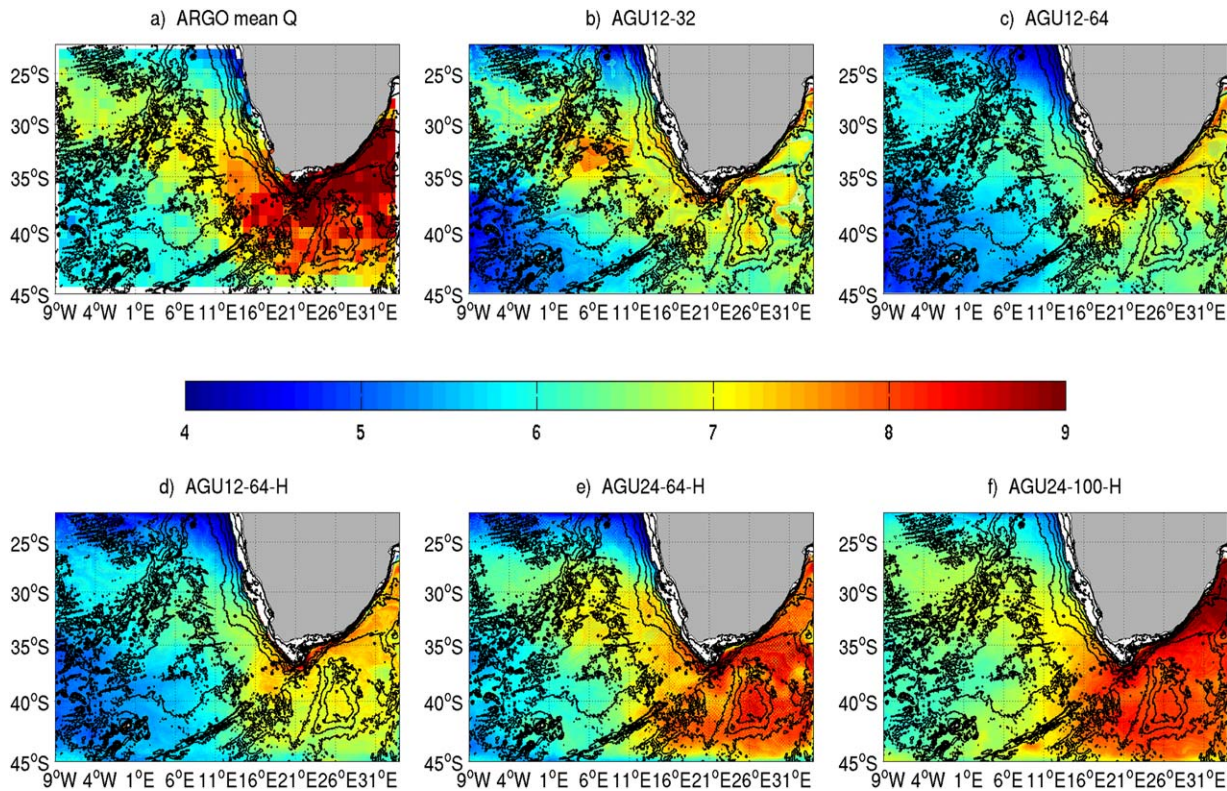 a) ARGO mean Q
b) AGU12-32
c) AGU12-64
25°S
30°S
35°S
40°S
45°S
9°W 4°W 1°E 6°E 11°E 16°E 21°E 26°E 31°E
25°S
30°S
35°S
40°S
45°S
9°W 4°W 1°E 6°E 11°E 16°E 21°E 26°E 31°E
25°S
30°S
35°S
40°S
45°S
9°W 4°W 1°E 6°E 11°E 16°E 21°E 26°E 31°E
4 5 6 7 8 9
d) AGU12-64-H
e) AGU24-64-H
f) AGU24-100-H
25°S
30°S
35°S
40°S
45°S
9°W 4°W 1°E 6°E 11°E 16°E 21°E 26°E 31°E
25°S
30°S
35°S
40°S
45°S
9°W 4°W 1°E 6°E 11°E 16°E 21°E 26°E 31°E
25°S
30°S
35°S
40°S
45°S
9°W 4°W 1°E 6°E 11°E 16°E 21°E 26°E 31°E